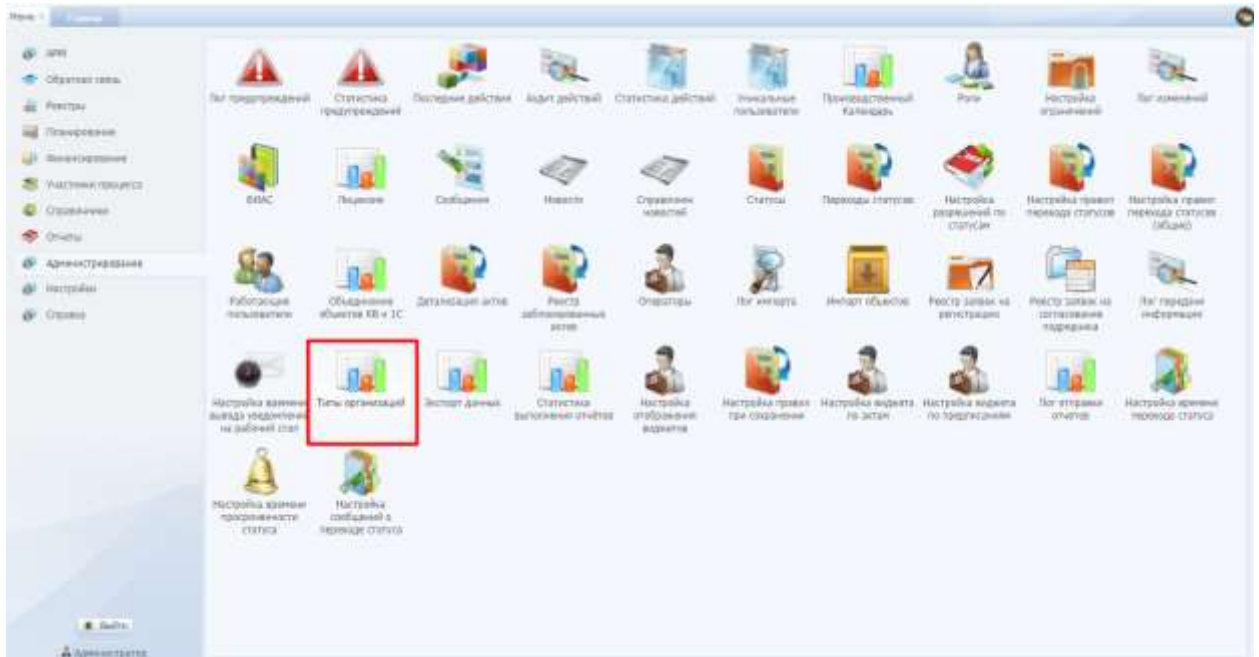 Меню
Главная
АРМ
Обратная связь
Реестры
Планирование
Финансирование
Участники процесса
Справочники
Отчеты
Администрирование
Настройки
Справка
Выйти
Администратор
Лог предупреждений
Статистика
предупреждений
Последние действия
Аудит действий
Статистика действий
Уникальные
пользователи
Производственный
Календарь
Роли
Настройка
ограничений
Лог изменений
Лицензии
Сообщения
Новости
Справочник
новостей
Статусы
Переходы статусов
Настройка
разрешений по
статусам
Настройка правил
перехода статусов
Настройка правил
перехода статусов
(общие)
Работающие
пользователи
Объединение
объектов КВ и 1С
Детализация актов
Реестр
заблокированных
актов
Операторы
Лог импорта
Импорт объектов
Реестр заявок на
регистрацию
Реестр заявок на
согласование
подрядчика
Лог передачи
информации
Настройка времени
вывода уведомлений
на рабочий стол
Типы организаций
Экспорт данных
Статистика
выполнения отчётов
Настройка
отображения
виджетов
Настройка правил
при сохранении
Настройка виджета
по актам
Настройка виджета
по предписаниям
Лог отправки
отчетов
Настройка времени
перехода статуса
Настройка времени
просроченности
статуса
Настройка
сообщений о
переходе статуса